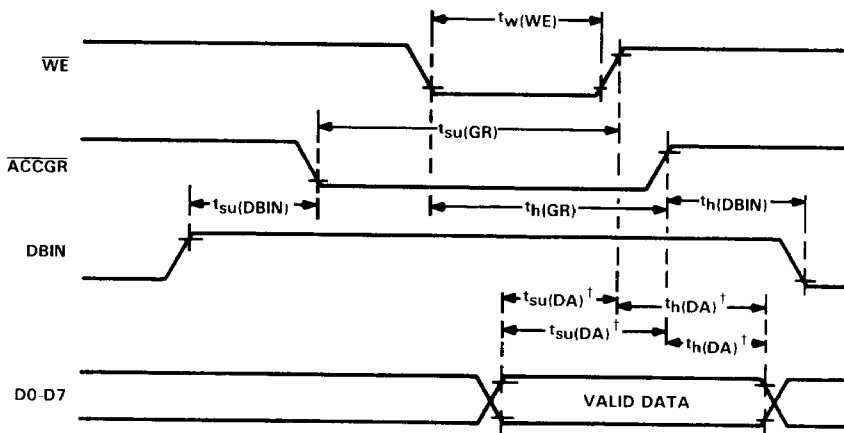 tw(WE)
WE
tsu(GR)
ACCGR
tsu(DBIN)
th(GR)
th(DBIN)
DBIN
tsu(DA)†
th(DA)†
tsu(DA)†
th(DA)†
D0-D7
VALID DATA